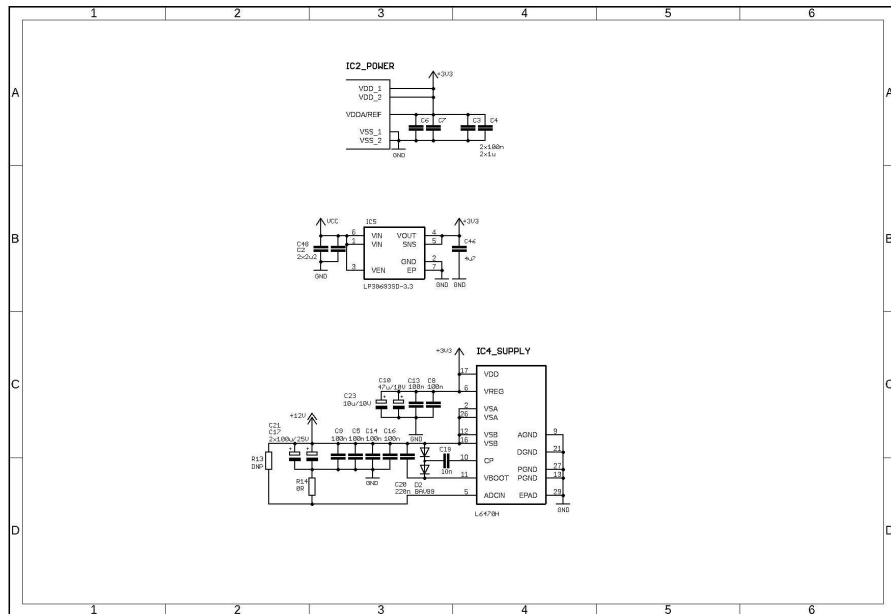 1 2 3 4 5 6
A A
IC2_POWER
+3V3
VDD_1
VDD_2
VDDA/REIF
C6 C7 C3 C4
VSS_1
VSS_2
GND
2x100n
2x1u
B B
VCC
IC5
+3V3
6 VIN VOUT 4
1 VIN SNS 5
C48
C2
2x2u2
C46
4u7
GND 2
3 VEN EP 7
GND
GND GND
LP38693SD-3.3
C C
+3V3
IC4_SUPPLY
17 VDD
C10 C13 C8
47u/10V 100n 100n
6 VREG
C23
10u/10V
2 VSA
26 VSA
+12V
C21
C17
2x100u/25V
GND
12 VSB AGND 9
16 VSB
C9 C5 C14 C16
100n 100n 100n 100n
DGND 21
C19
10n
10 CP
R13
DNP
PGND 27
11 VBOOT PGND 13
R14
0R
GND
C20 D2
220n BAV99
5 ADCIN EPAD 29
GND
L6470H
D D
1 2 3 4 5 6